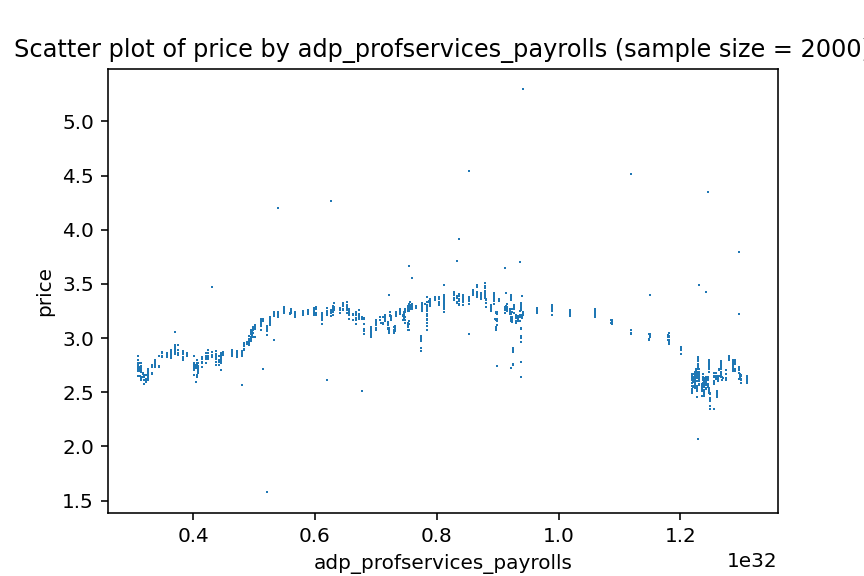 Scatter plot of price by adp_profservices_payrolls (sample size = 2000)
5.0
4.5
4.0
3.5
3.0
2.5
2.0
1.5
price
0.4 0.6 0.8 1.0 1.2
1e32
adp_profservices_payrolls